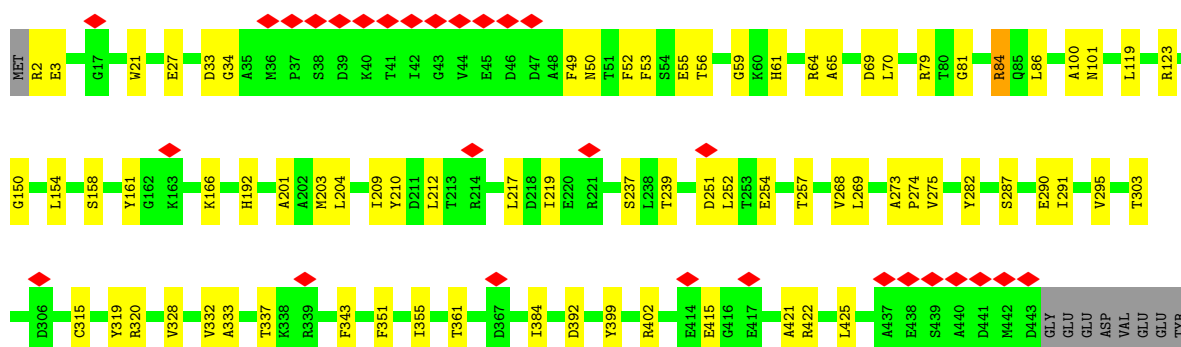 MET R2 E3 G17 W21 E27 D33 G34 A35 M36 P37 S38 D39 K40 T41 I42 G43 V44 E45 D46 D47 A48 F49 N50 T51 F52 F53 S54 E55 T56 G59 K60 H61 R64 A65 D69 L70 R79 T80 G81 R84 Q85 L86 A100 N101 L119 R123
G150 L154 S158 Y161 G162 K163 K166 H192 A201 A202 M203 L204 I209 Y210 D211 L212 T213 R214 L217 D218 I219 E220 R221 S237 L238 T239 D251 L252 T253 E254 T257 V268 L269 A273 P274 V275 Y282 S287 E290 I291 V295 T303
D306 C315 Y319 R320 V328 V332 A333 T337 K338 R339 F343 F351 I355 T361 D367 I384 D392 Y399 R402 E414 E415 G416 E417 A421 R422 L425 A437 E438 S439 A440 D441 M442 D443 GLY GLU GLU ASP VAL GLU GLU TYR